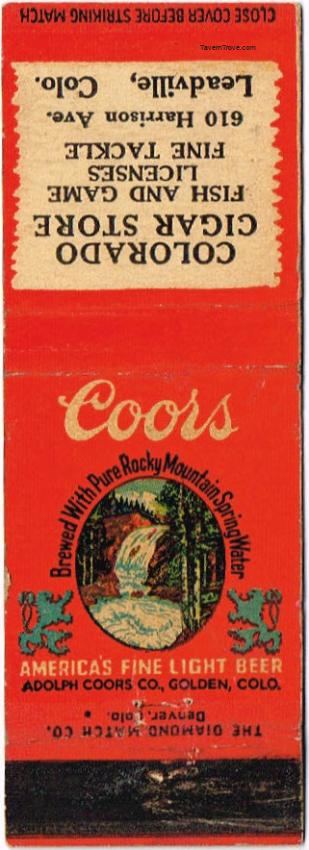 CLOSE COVER BEFORE STRIKING MATCH
TavernTrove.com
COLORADO
CIGAR STORE
FISH AND GAME
LICENSES
FINE TACKLE
610 Harrison Ave.
Leadville, Colo.
Coors
Brewed With Pure Rocky Mountain Spring Water
AMERICA'S FINE LIGHT BEER
ADOLPH COORS CO., GOLDEN, COLO.
THE DIAMOND MATCH CO.
Denver, Colo.